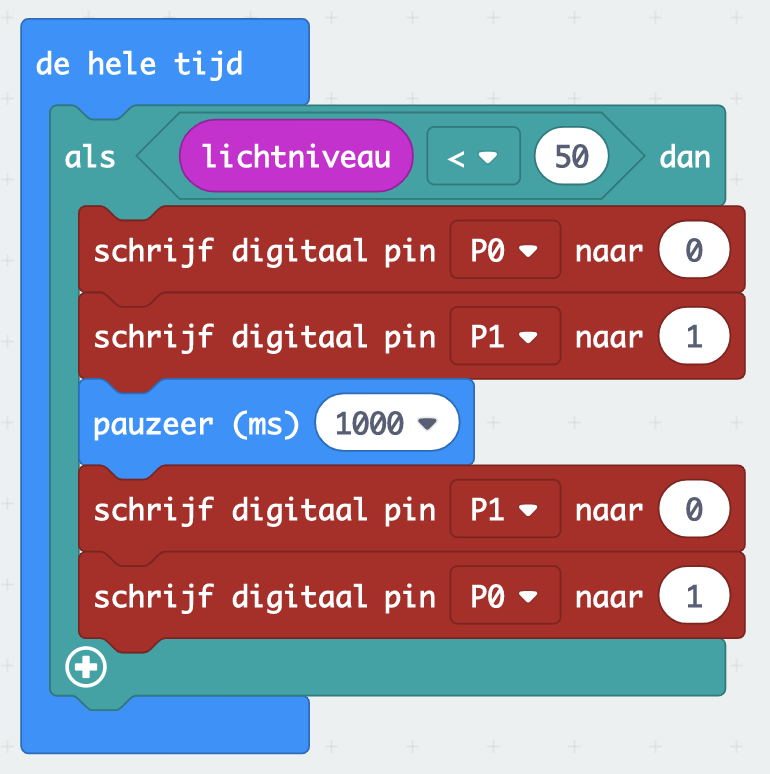 de hele tijd
als lichtniveau < 50 dan
schrijf digitaal pin P0 naar 0
schrijf digitaal pin P1 naar 1
pauzeer (ms) 1000
schrijf digitaal pin P1 naar 0
schrijf digitaal pin P0 naar 1